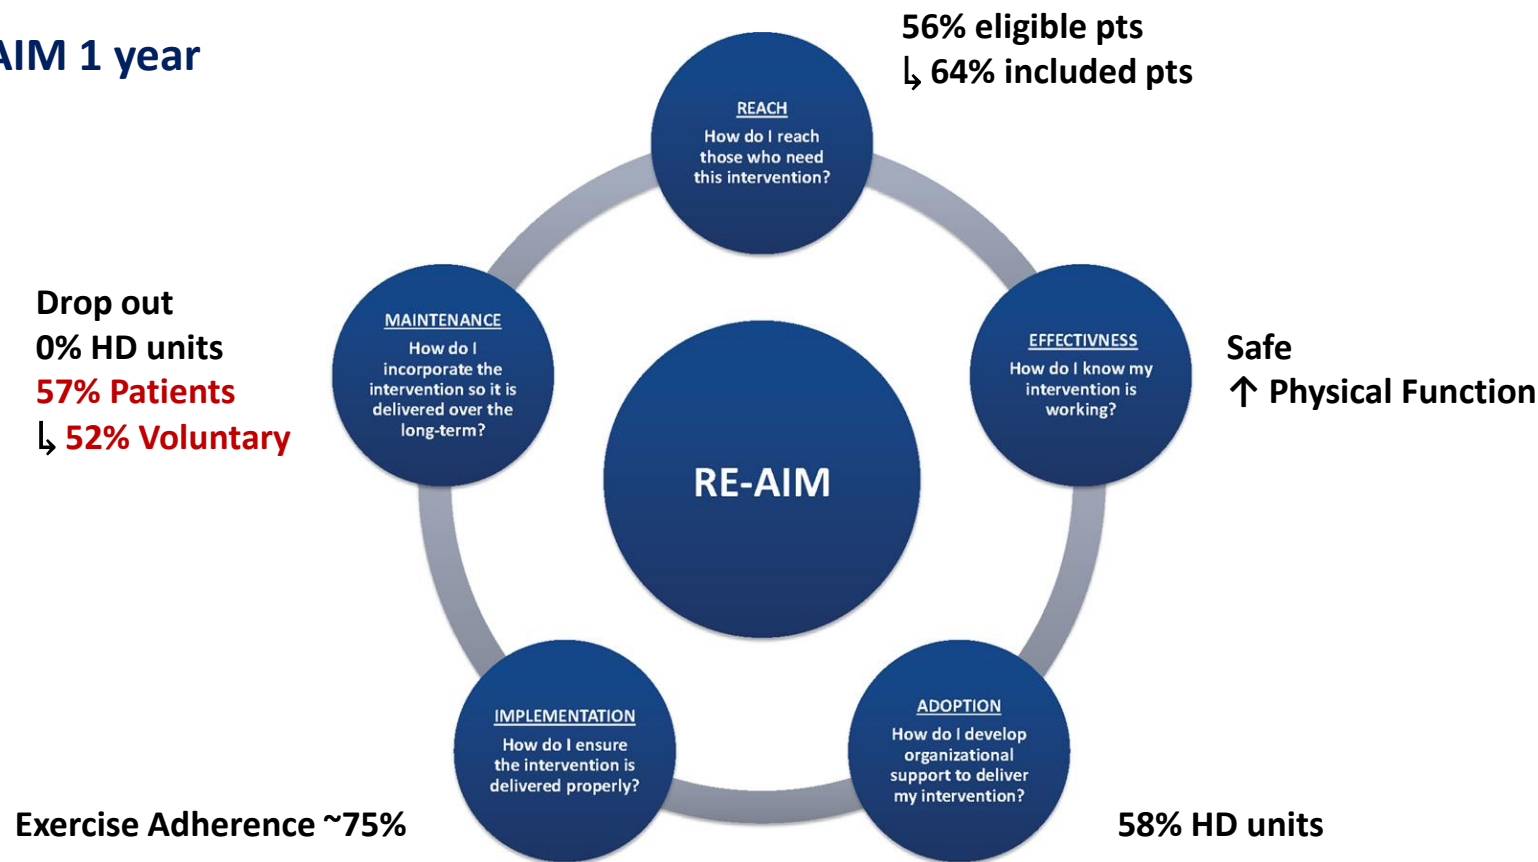 AIM 1 year
56% eligible pts
↳ 64% included pts
REACH
How do I reach
those who need
this intervention?
Drop out
0% HD units
57% Patients
↳ 52% Voluntary
MAINTENANCE
How do I
incorporate the
intervention so it is
delivered over the
long-term?
EFFECTIVNESS
How do I know my
intervention is
working?
Safe
↑ Physical Function
RE-AIM
IMPLEMENTATION
How do I ensure
the intervention is
delivered properly?
ADOPTION
How do I develop
organizational
support to deliver
my intervention?
Exercise Adherence ~75%
58% HD units